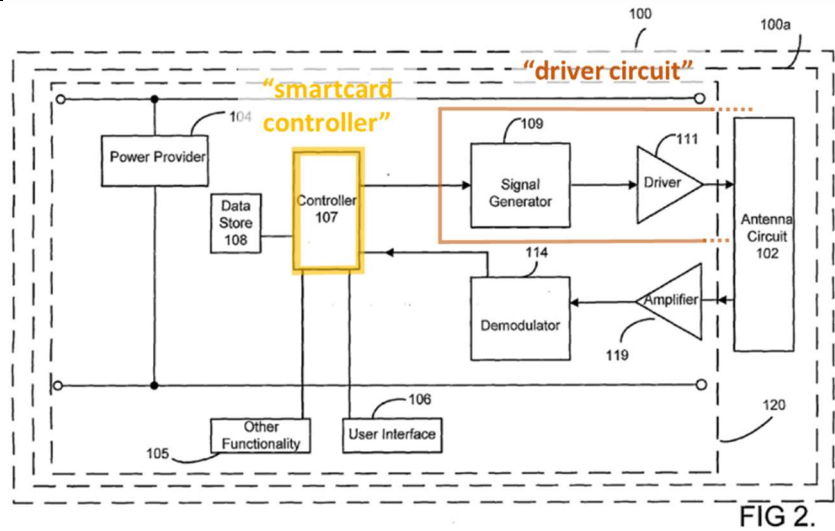 100
100a
"driver circuit"
"smartcard
controller"
104
109
111
Power Provider
Controller
107
Signal
Generator
Driver
Data
Store
108
Antenna
Circuit
102
114
Amplifier
Demodulator
119
106
120
Other
Functionality
User Interface
105
FIG 2.